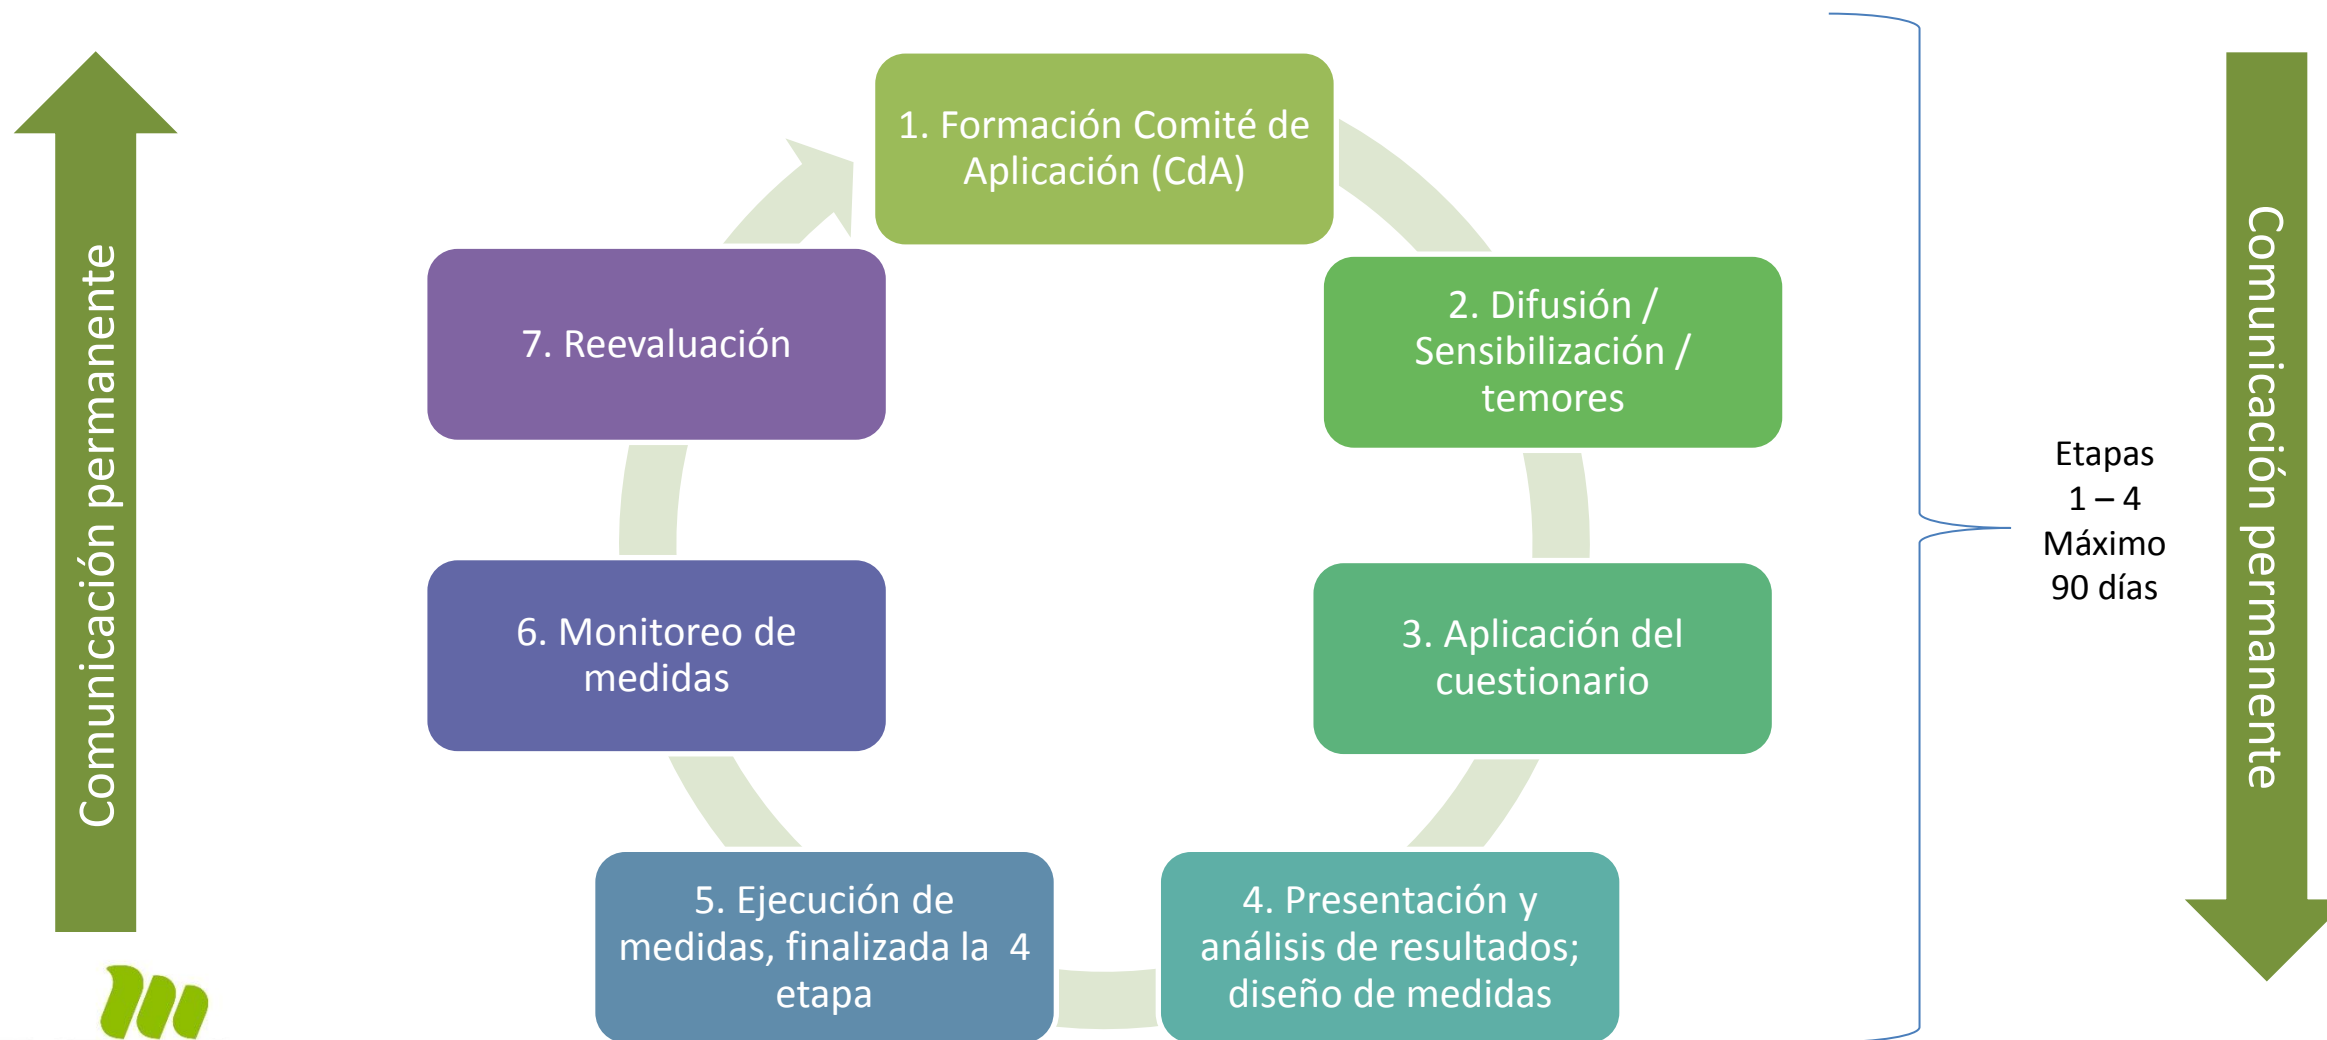 Comunicación permanente
1. Formación Comité de
Aplicación (CdA)
2. Difusión /
Sensibilización /
temores
3. Aplicación del
cuestionario
4. Presentación y
análisis de resultados;
diseño de medidas
5. Ejecución de
medidas, finalizada la 4
etapa
6. Monitoreo de
medidas
7. Reevaluación
Etapas
1 – 4
Máximo
90 días
Comunicación permanente